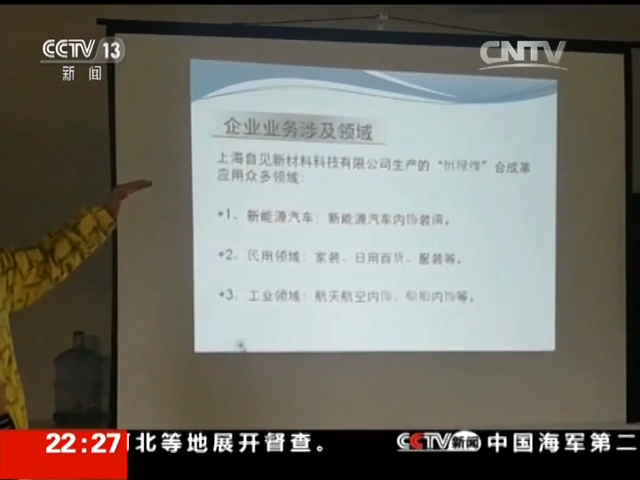 CCTV 13
新闻
CNTV
企业业务涉及领域
上海自见新材料科技有限公司生产的 合成革
应用众多领域：
•1、新能源汽车：新能源汽车内饰装潢。
•2、民用领域：家装、日用百货、服装等。
•3、工业领域：航天航空内饰、船舶内饰等。
22:27
北等地展开督查。 CCTV新闻 中国海军第二